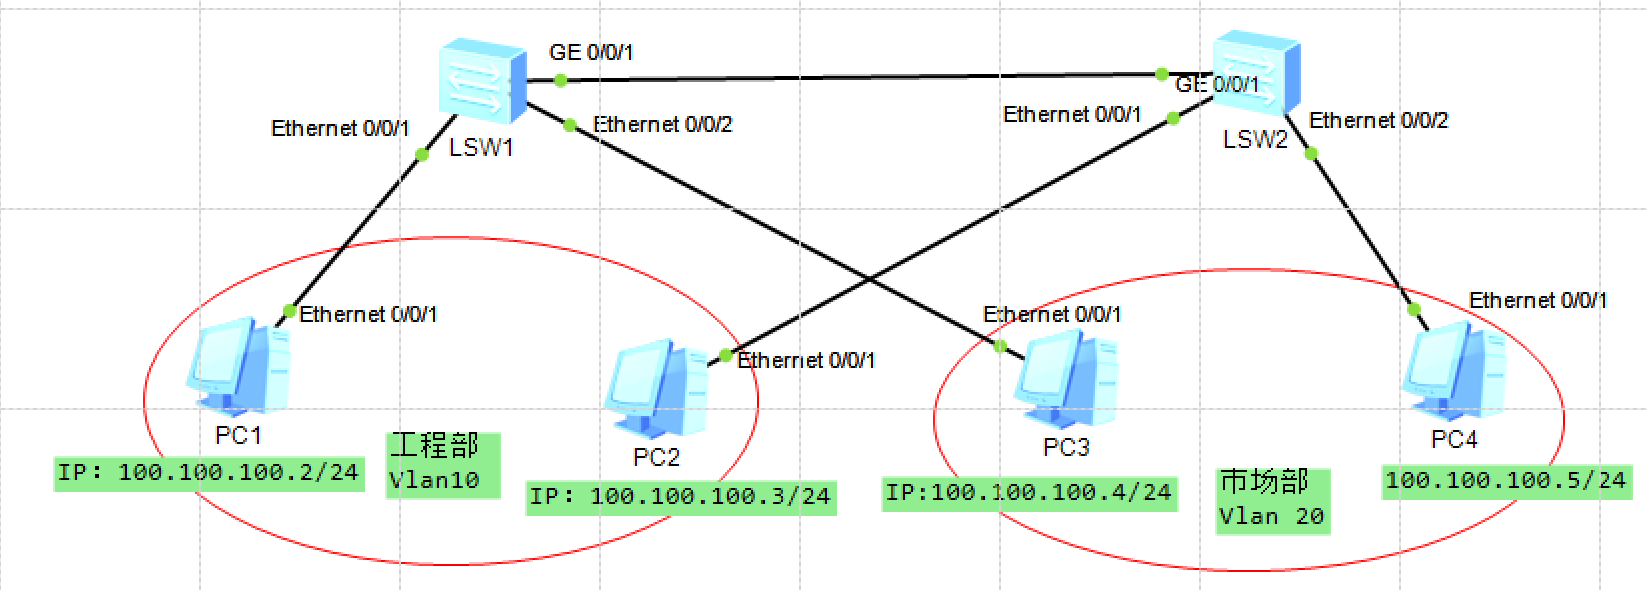 GE 0/0/1
GE 0/0/1
Ethernet 0/0/1
Ethernet 0/0/2
Ethernet 0/0/1
Ethernet 0/0/2
LSW1
LSW2
Ethernet 0/0/1
Ethernet 0/0/1
Ethernet 0/0/1
Ethernet 0/0/1
PC1
PC2
PC3
PC4
IP: 100.100.100.2/24
工程部
Vlan10
IP: 100.100.100.3/24
IP:100.100.100.4/24
市场部
Vlan 20
100.100.100.5/24